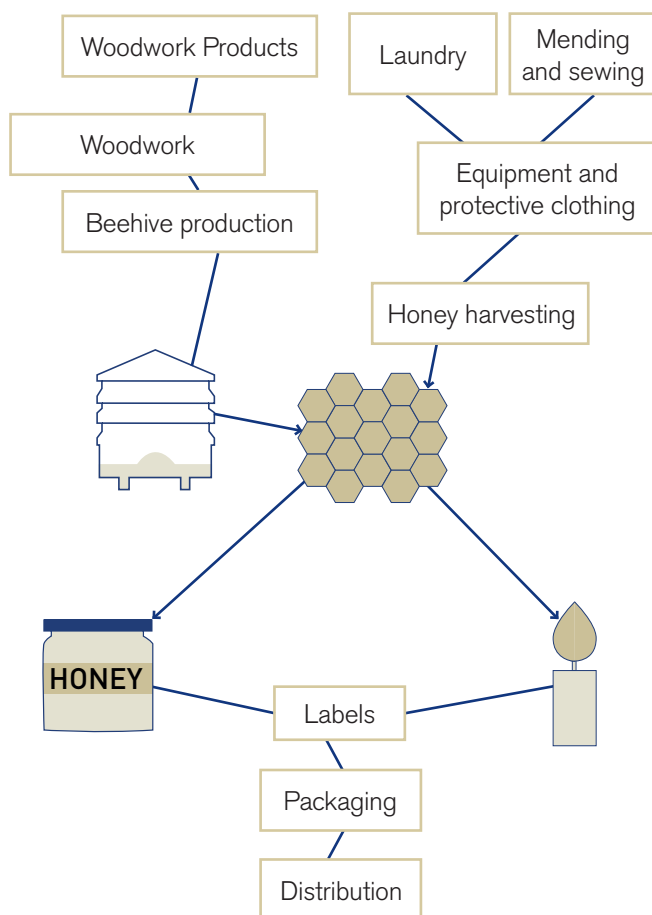 Woodwork Products
Laundry
Mending
and sewing
Woodwork
Equipment and
protective clothing
Beehive production
Honey harvesting
HONEY
Labels
Packaging
Distribution